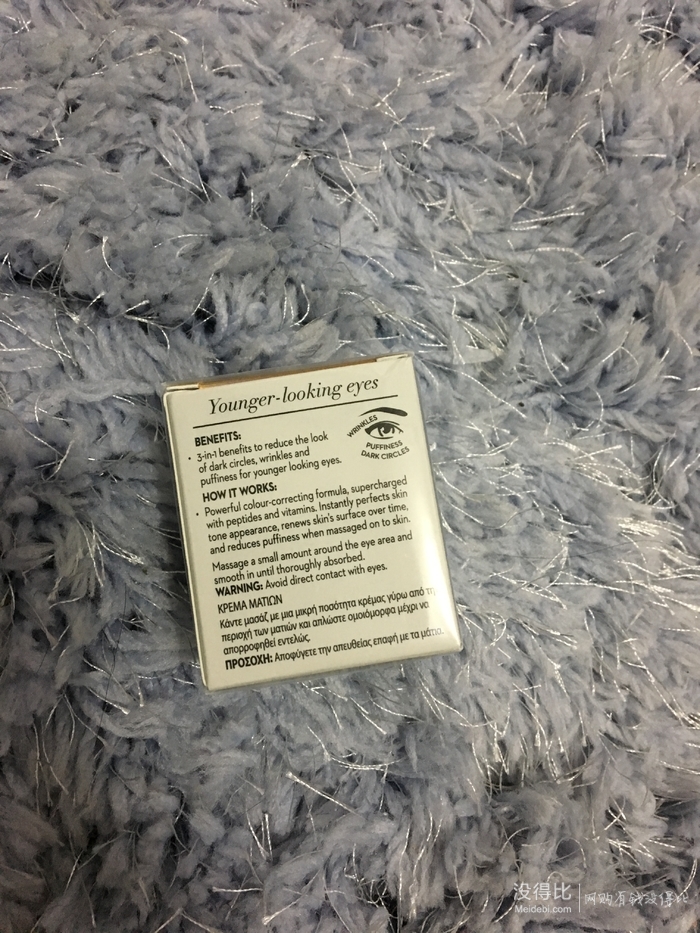 Younger-looking eyes
BENEFITS:
• 3-in-1 benefits to reduce the look
of dark circles, wrinkles and
puffiness for younger looking eyes.
WRINKLES
PUFFINESS
DARK CIRCLES
HOW IT WORKS:
• Powerful colour-correcting formula, supercharged
with peptides and vitamins. Instantly perfects skin
tone appearance, renews skin's surface over time,
and reduces puffiness when massaged on to skin.
Massage a small amount around the eye area and
smooth in until thoroughly absorbed.
WARNING: Avoid direct contact with eyes.
ΚΡΕΜΑ ΜΑΤΙΩΝ
Κάντε μασάζ με μια μικρή ποσότητα κρέμας γύρω από τη
περιοχή των ματιών και απλώστε ομοιόμορφα μέχρι να
απορροφηθεί εντελώς.
ΠΡΟΣΟΧΗ: Αποφύγετε την απευθείας επαφή με τα μάτια.
没得比
Meidebi.com
网购有钱没得比